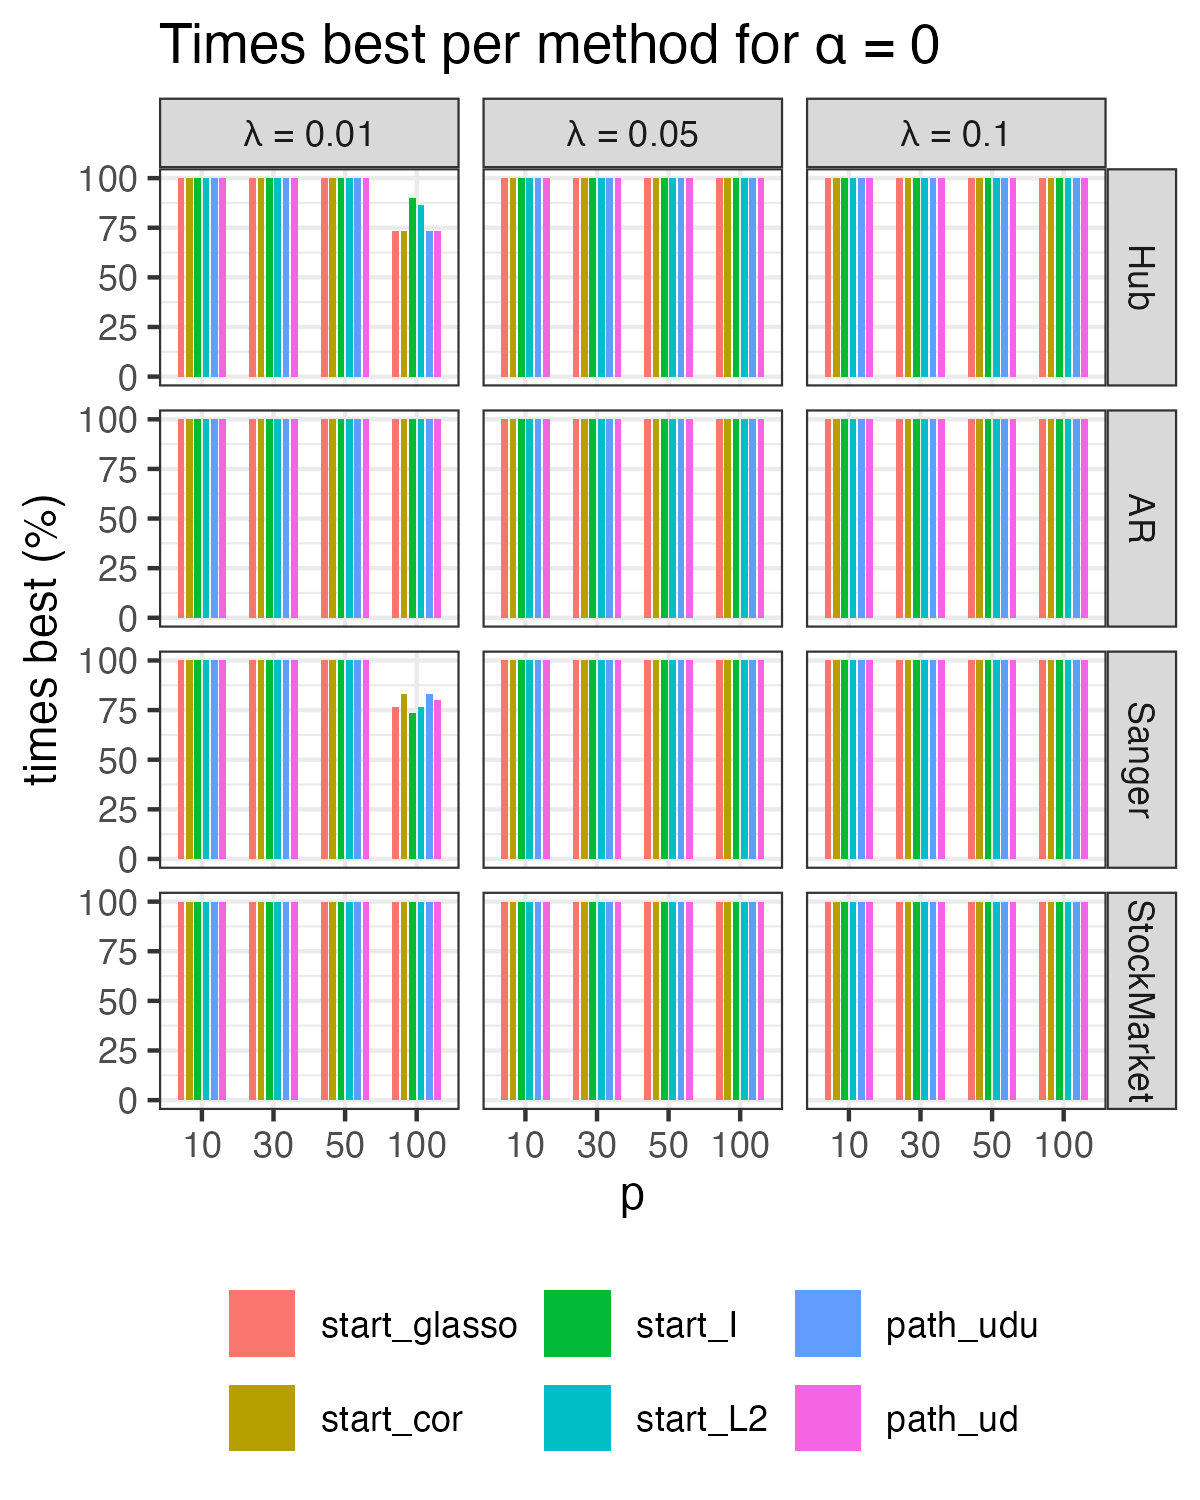 Times best per method for α = 0
λ = 0.01
λ = 0.05
λ = 0.1
100
75
50
25
0
Hub
100
75
50
25
0
AR
100
75
50
25
0
Sanger
100
75
50
25
0
StockMarket
times best (%)
10 30 50 100
10 30 50 100
10 30 50 100
p
start_glasso
start_I
path_udu
start_cor
start_L2
path_ud